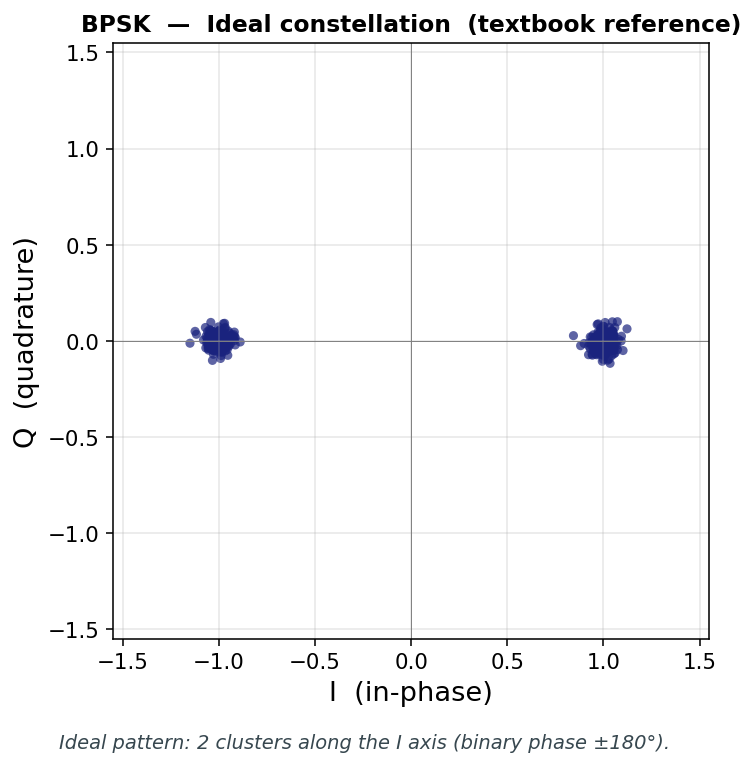 BPSK — Ideal constellation (textbook reference)
1.5
1.0
0.5
0.0
−0.5
−1.0
−1.5
Q (quadrature)
−1.5 −1.0 −0.5 0.0 0.5 1.0 1.5
I (in-phase)
Ideal pattern: 2 clusters along the I axis (binary phase ±180°).